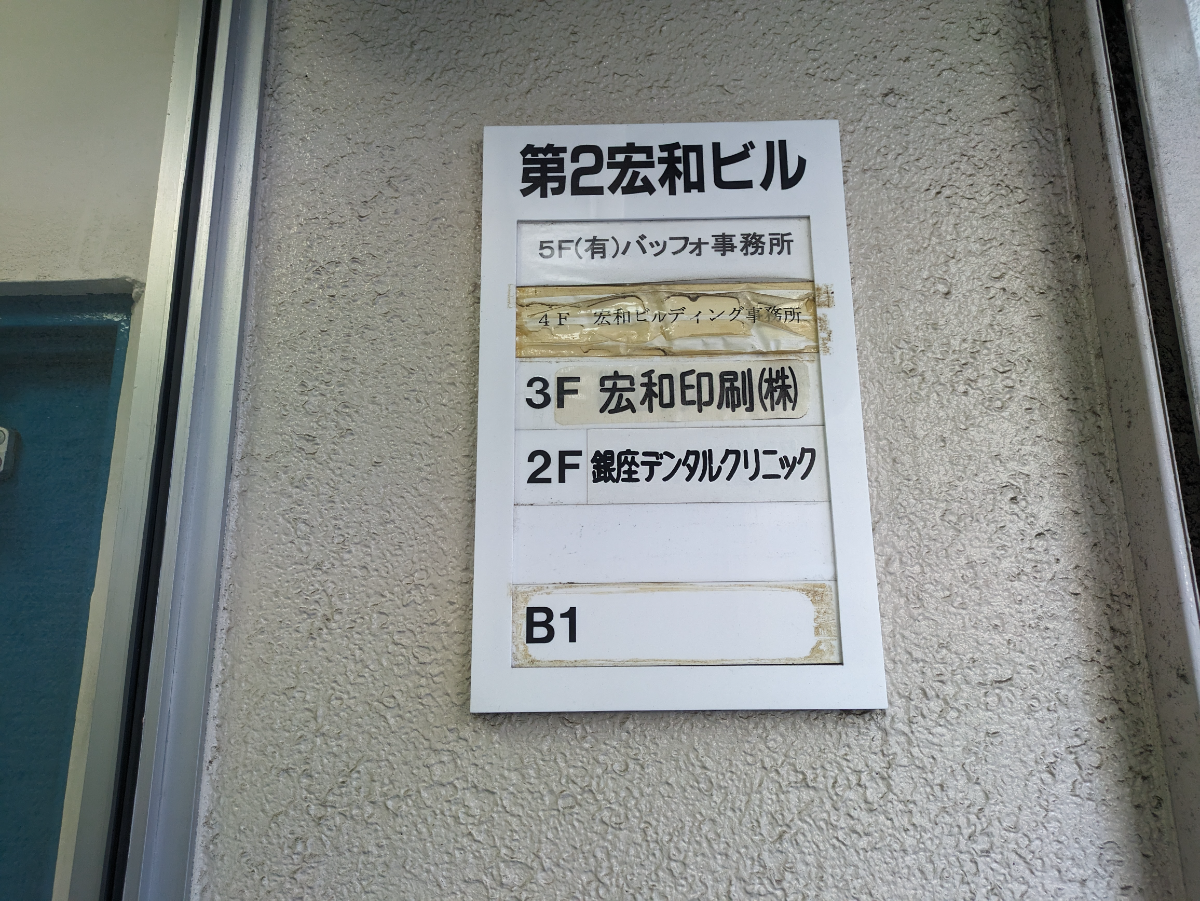 第2宏和ビル
5F(有)バッフォ事務所
4F 宏和ビルディング事務所
3F 宏和印刷(株)
2F 銀座デンタルクリニック
B1